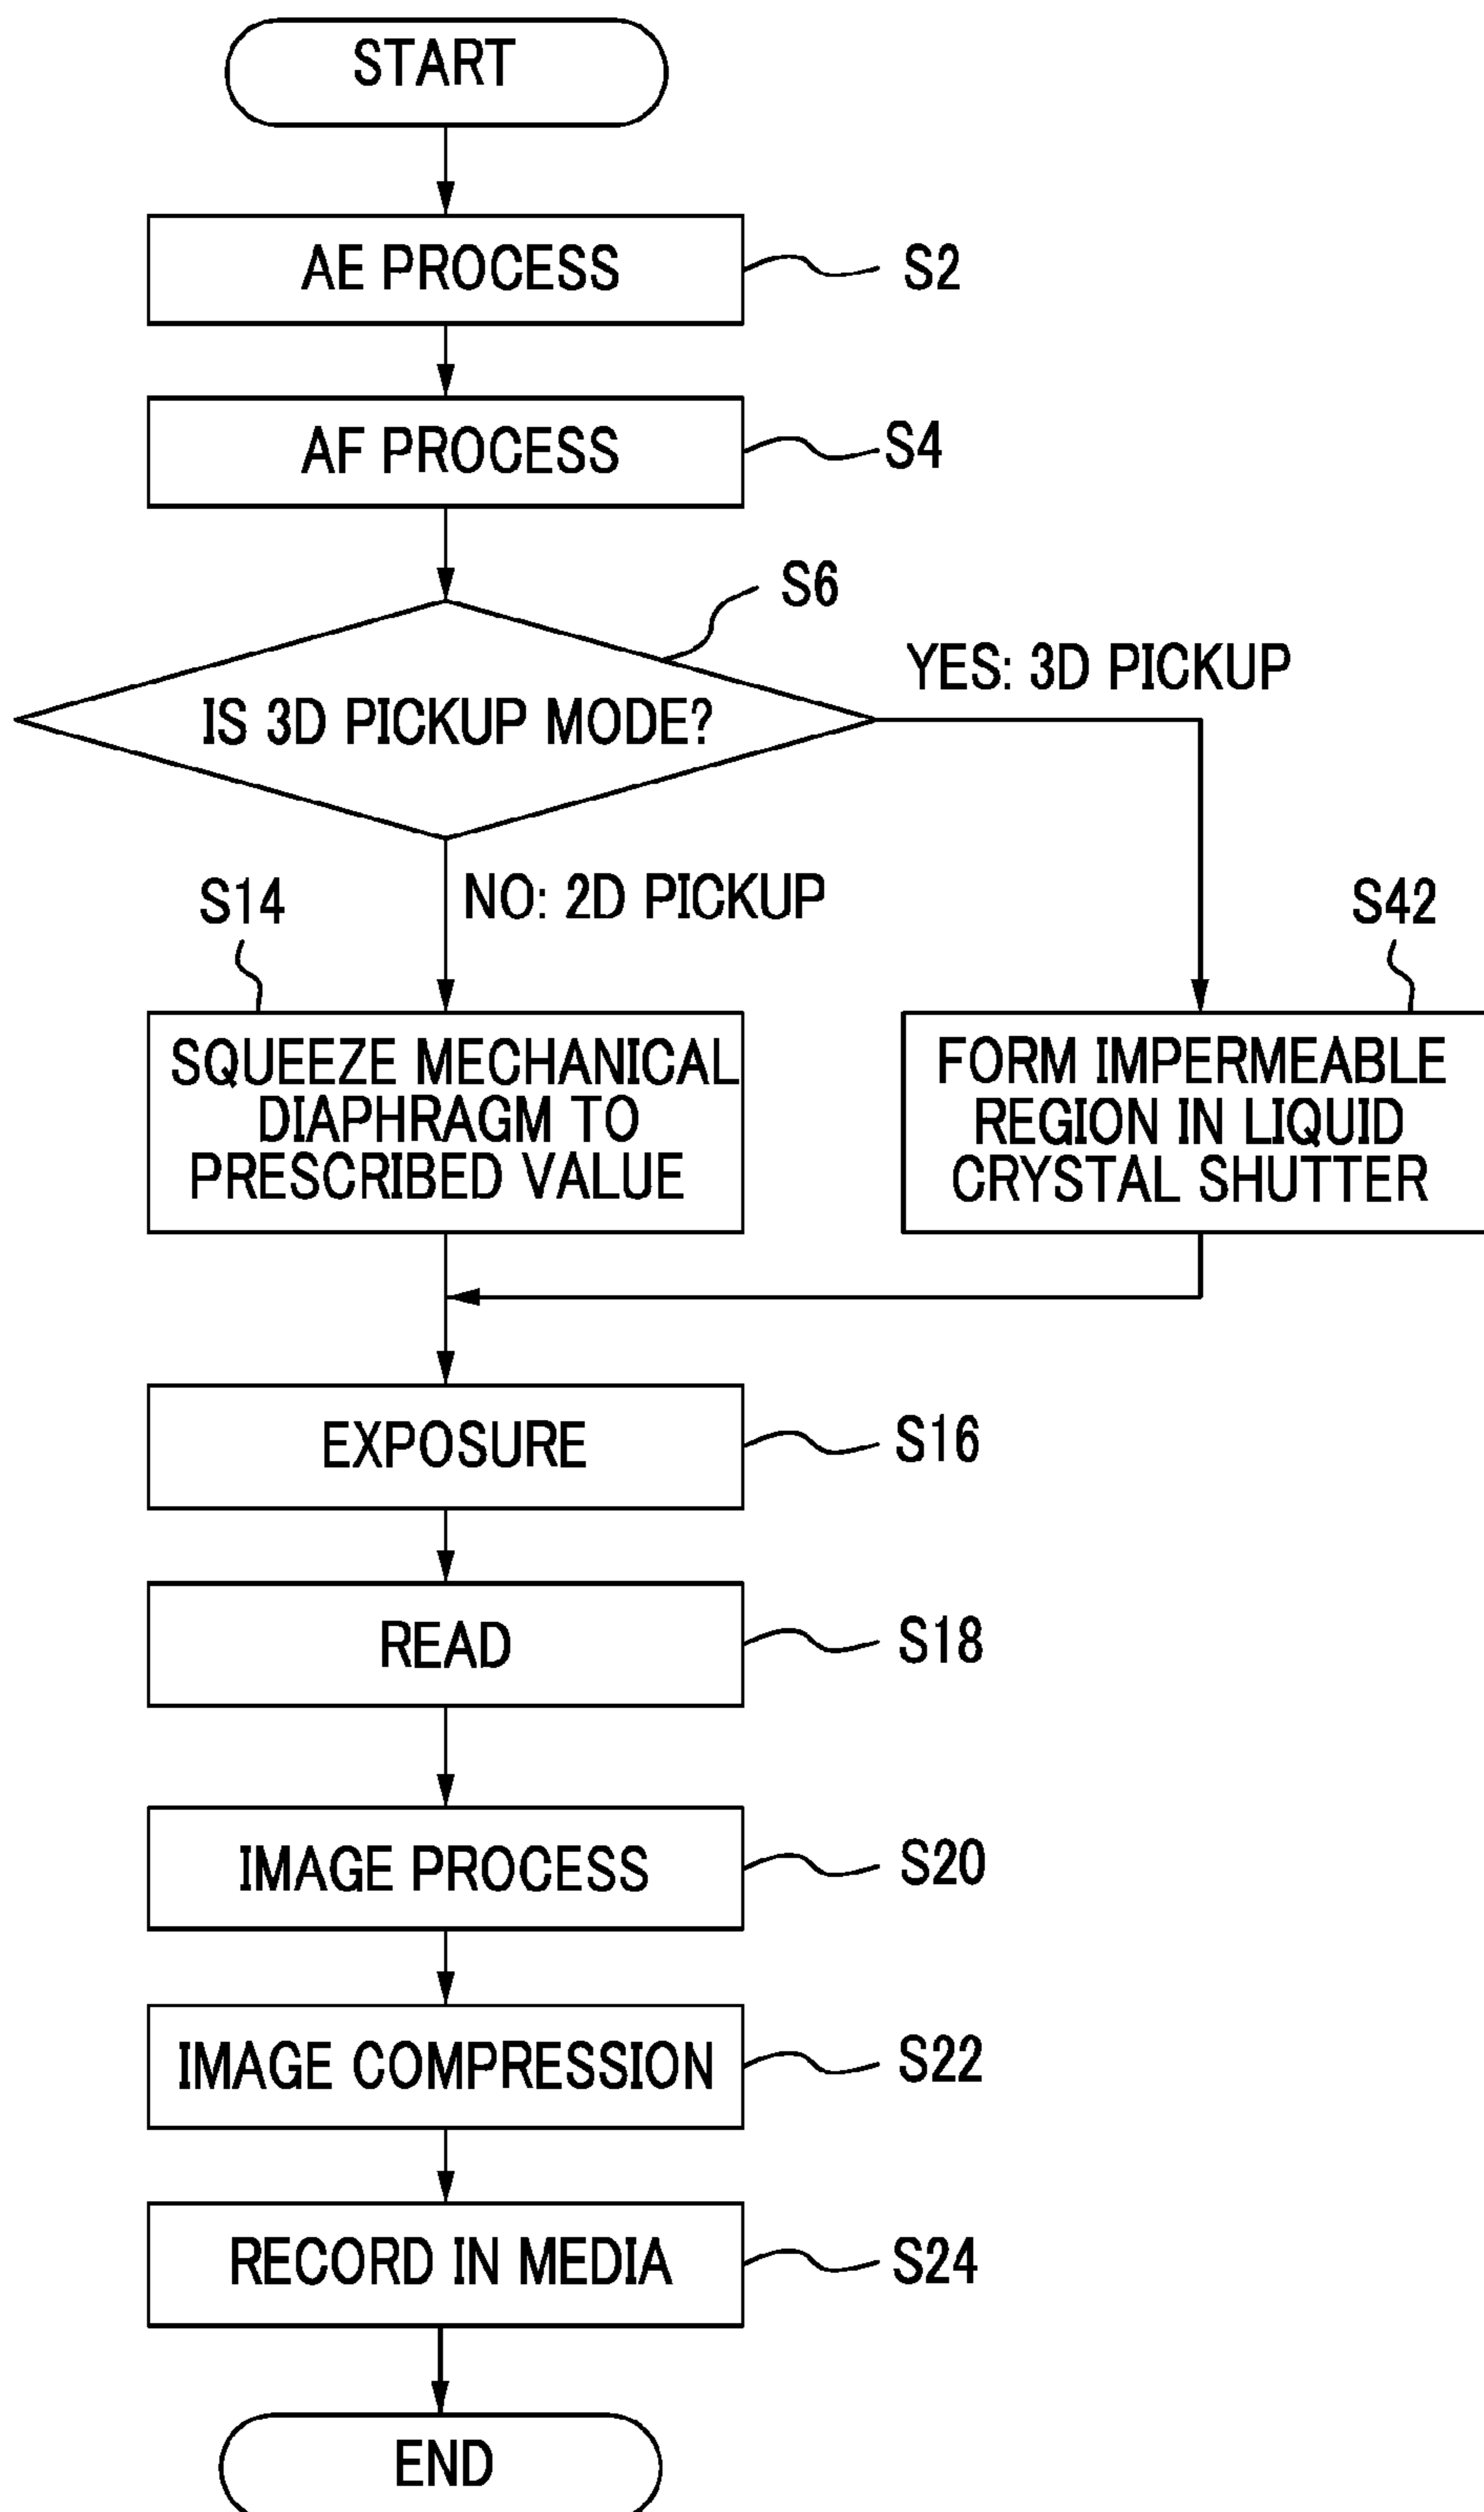 START
AE PROCESS
S2
AF PROCESS
S4
S6
YES: 3D PICKUP
IS 3D PICKUP MODE?
NO: 2D PICKUP
S14
S42
SQUEEZE MECHANICAL
DIAPHRAGM TO
PRESCRIBED VALUE
FORM IMPERMEABLE
REGION IN LIQUID
CRYSTAL SHUTTER
EXPOSURE
S16
READ
S18
IMAGE PROCESS
S20
IMAGE COMPRESSION
S22
RECORD IN MEDIA
S24
END